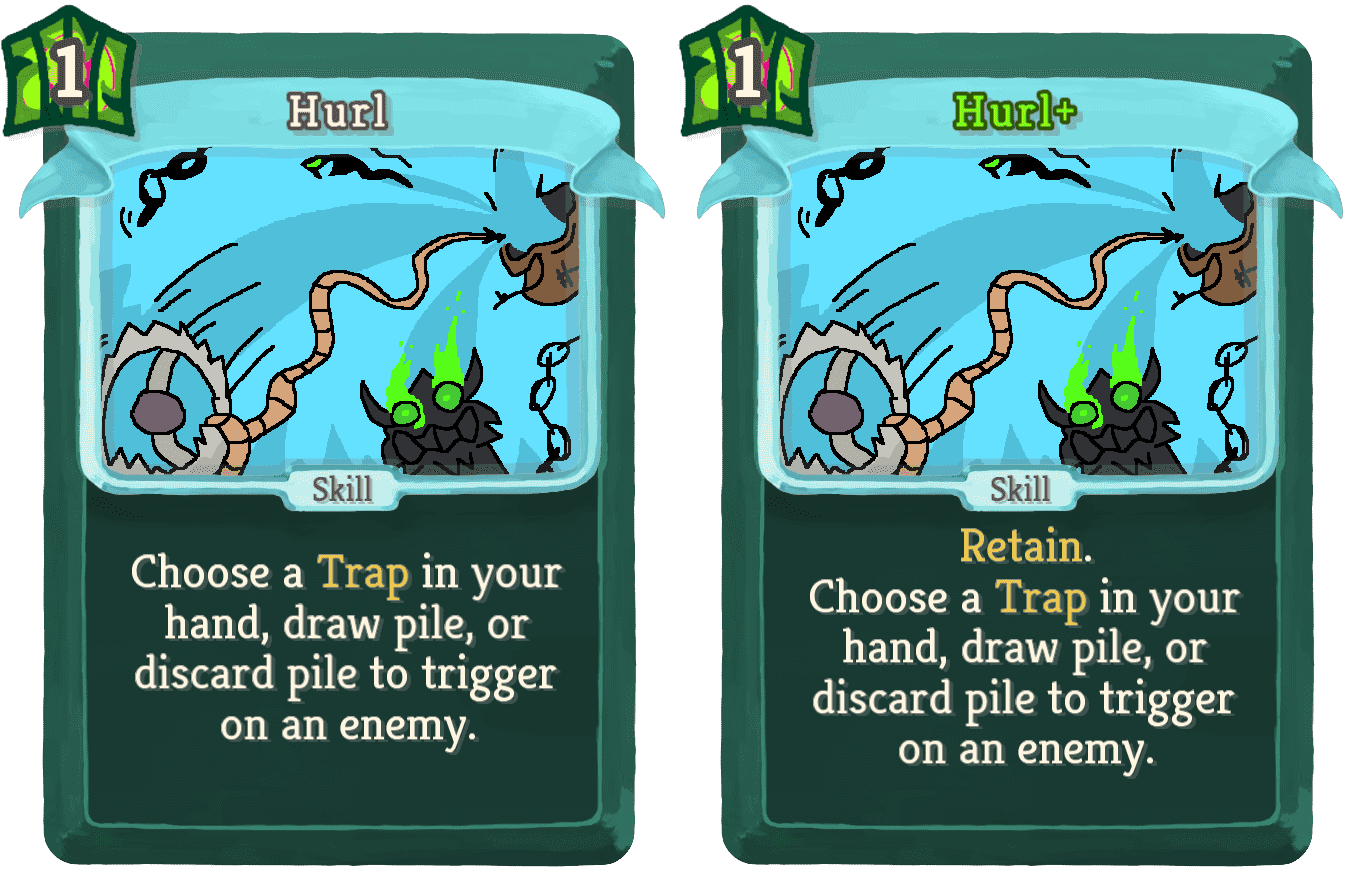 1
Hurl
Skill
Choose a Trap in your
hand, draw pile, or
discard pile to trigger
on an enemy.
1
Hurl+
Skill
Retain.
Choose a Trap in your
hand, draw pile, or
discard pile to trigger
on an enemy.